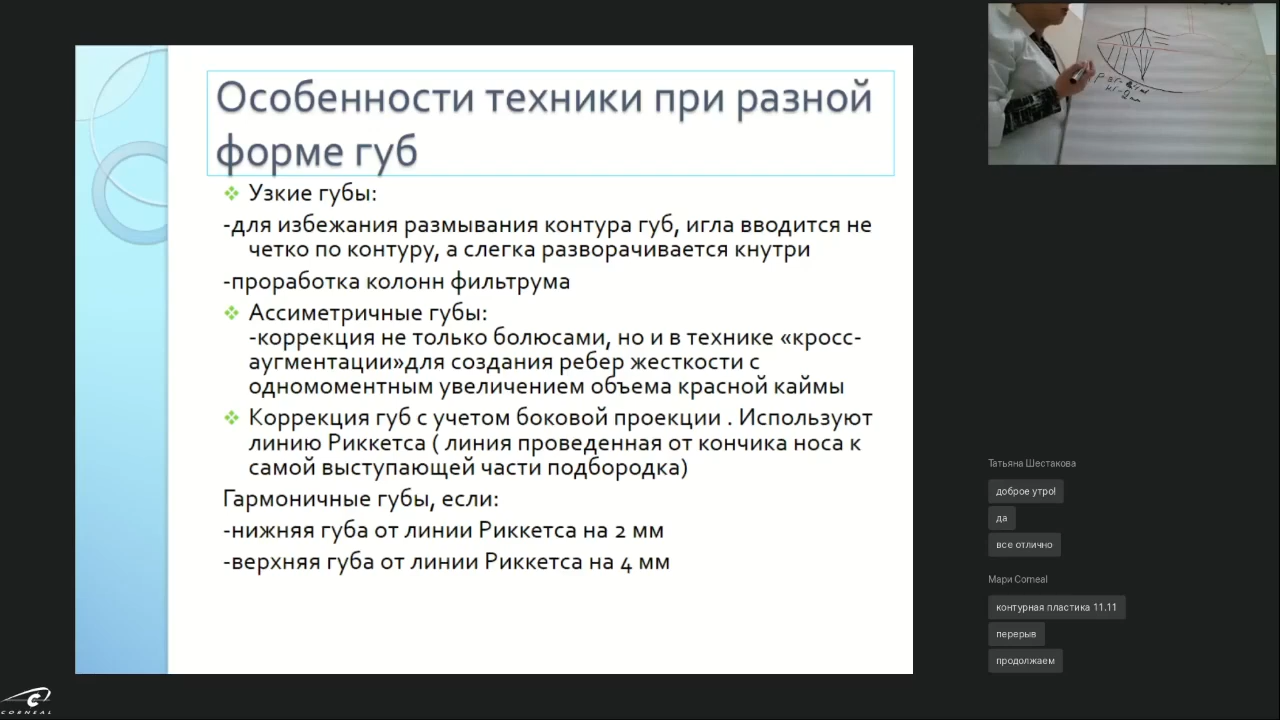 Особенности техники при разной
форме губ
Узкие губы:
-для избежания размывания контура губ, игла вводится не
четко по контуру, а слегка разворачивается кнутри
-проработка колонн фильтрума
Ассиметричные губы:
-коррекция не только болюсами, но и в технике «кросс-
аугментации»для создания ребер жесткости с
одномоментным увеличением объема красной каймы
Коррекция губ с учетом боковой проекции . Используют
линию Риккетса ( линия проведенная от кончика носа к
самой выступающей части подбородка)
Гармоничные губы, если:
-нижняя губа от линии Риккетса на 2 мм
-верхняя губа от линии Риккетса на 4 мм
Татьяна Шестакова
доброе утро!
да
все отлично
Мари Corneal
контурная пластика 11.11
перерыв
продолжаем
CORNEAL